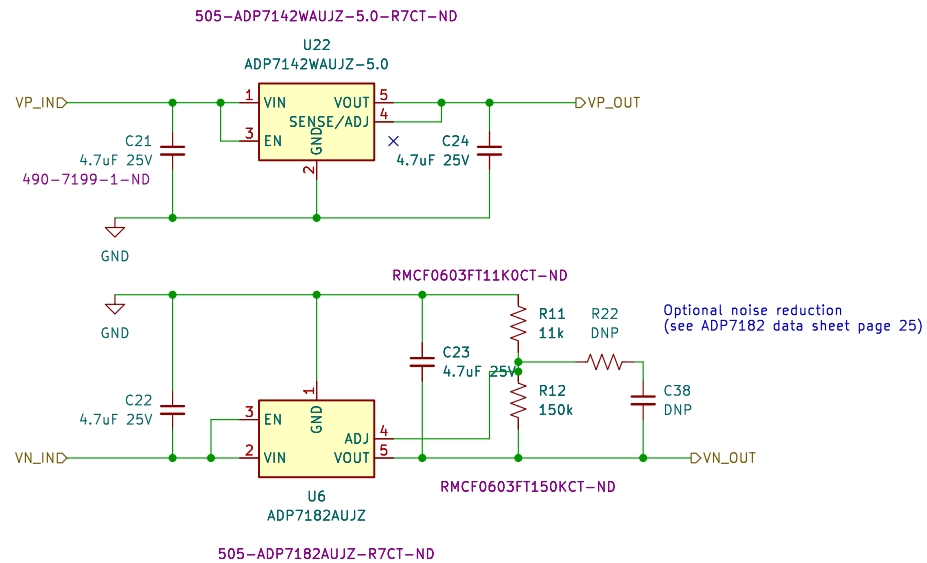 505-ADP7142WAUJZ-5.0-R7CT-ND
U22
ADP7142WAUJZ-5.0
VP_IN
1
VIN
VOUT
5
VP_OUT
SENSE/ADJ
4
3
EN
GND
2
C21
4.7uF 25V
490-7199-1-ND
C24
4.7uF 25V
GND
RMCF0603FT11K0CT-ND
GND
R11
11k
R22
DNP
Optional noise reduction
(see ADP7182 data sheet page 25)
C23
4.7uF 25V
R12
150k
C38
DNP
C22
4.7uF 25V
1
GND
3
EN
ADJ
4
VN_IN
2
VIN
VOUT
5
VN_OUT
RMCF0603FT150KCT-ND
U6
ADP7182AUJZ
505-ADP7182AUJZ-R7CT-ND